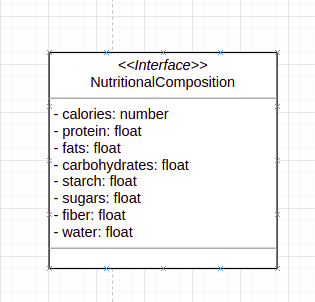 <<Interface>>
NutritionalComposition
- calories: number
- protein: float
- fats: float
- carbohydrates: float
- starch: float
- sugars: float
- fiber: float
- water: float